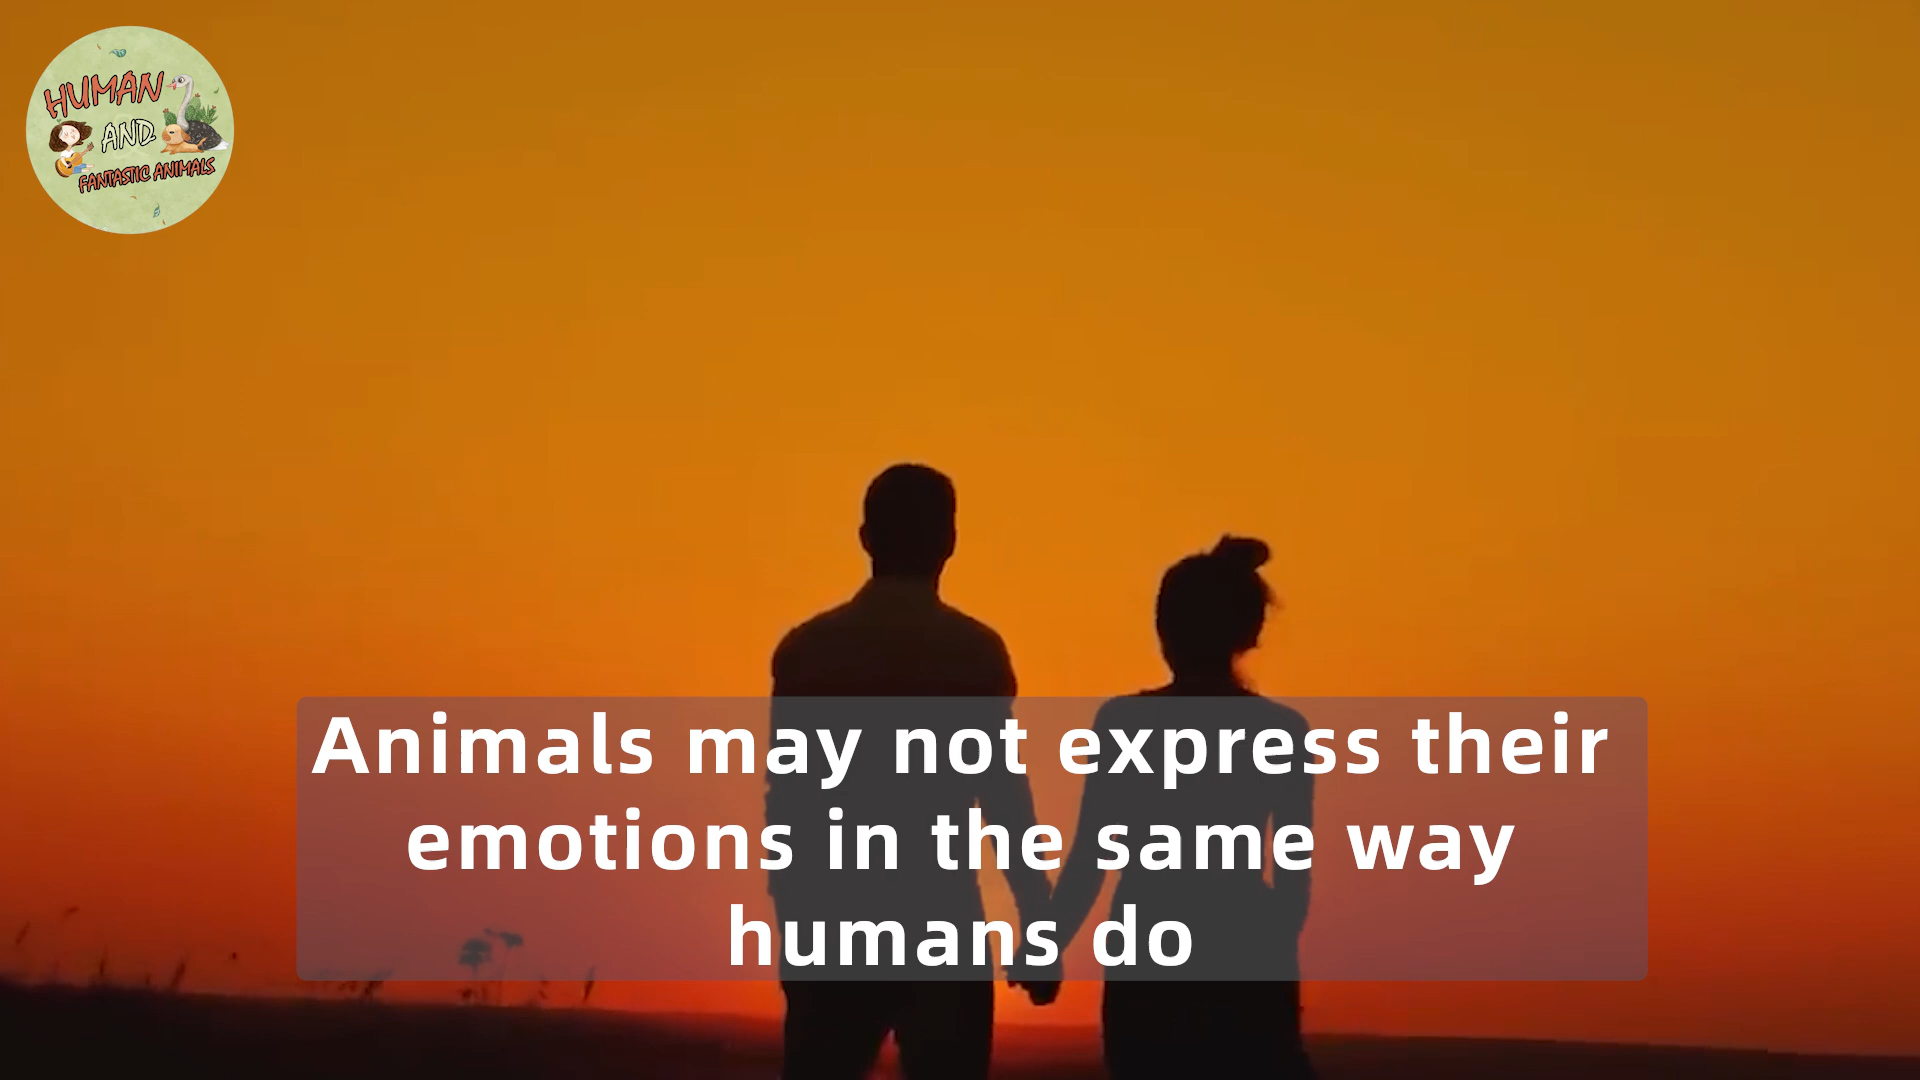 HUMAN
AND
FANTASTIC ANIMALS
Animals may not express their
emotions in the same way
humans do